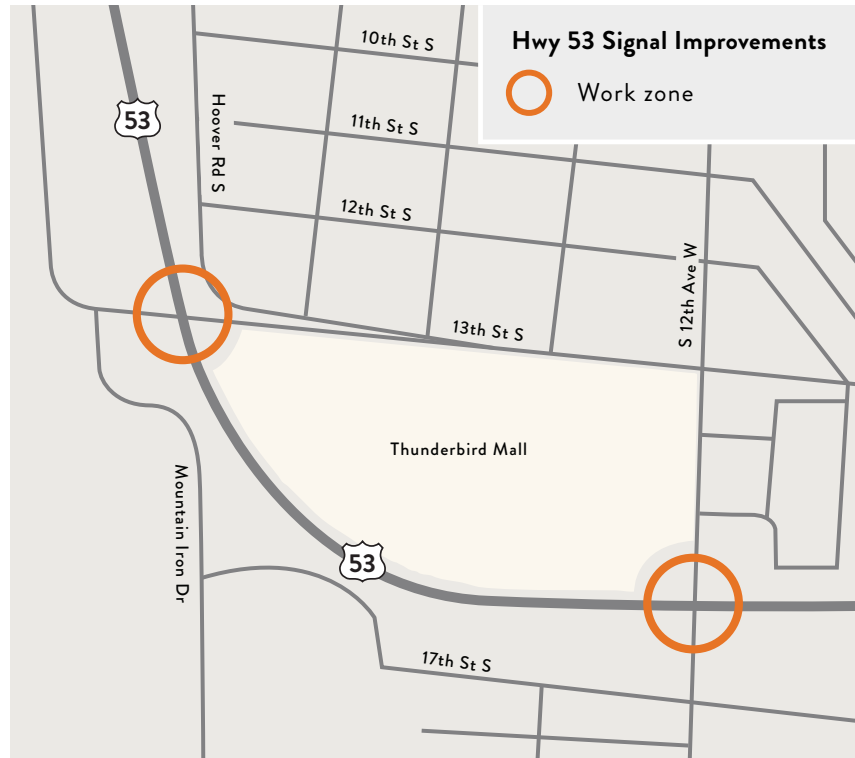 Hwy 53 Signal Improvements
Work zone
10th St S
53
Hoover Rd S
11th St S
12th St S
S 12th Ave W
13th St S
Thunderbird Mall
Mountain Iron Dr
53
17th St S